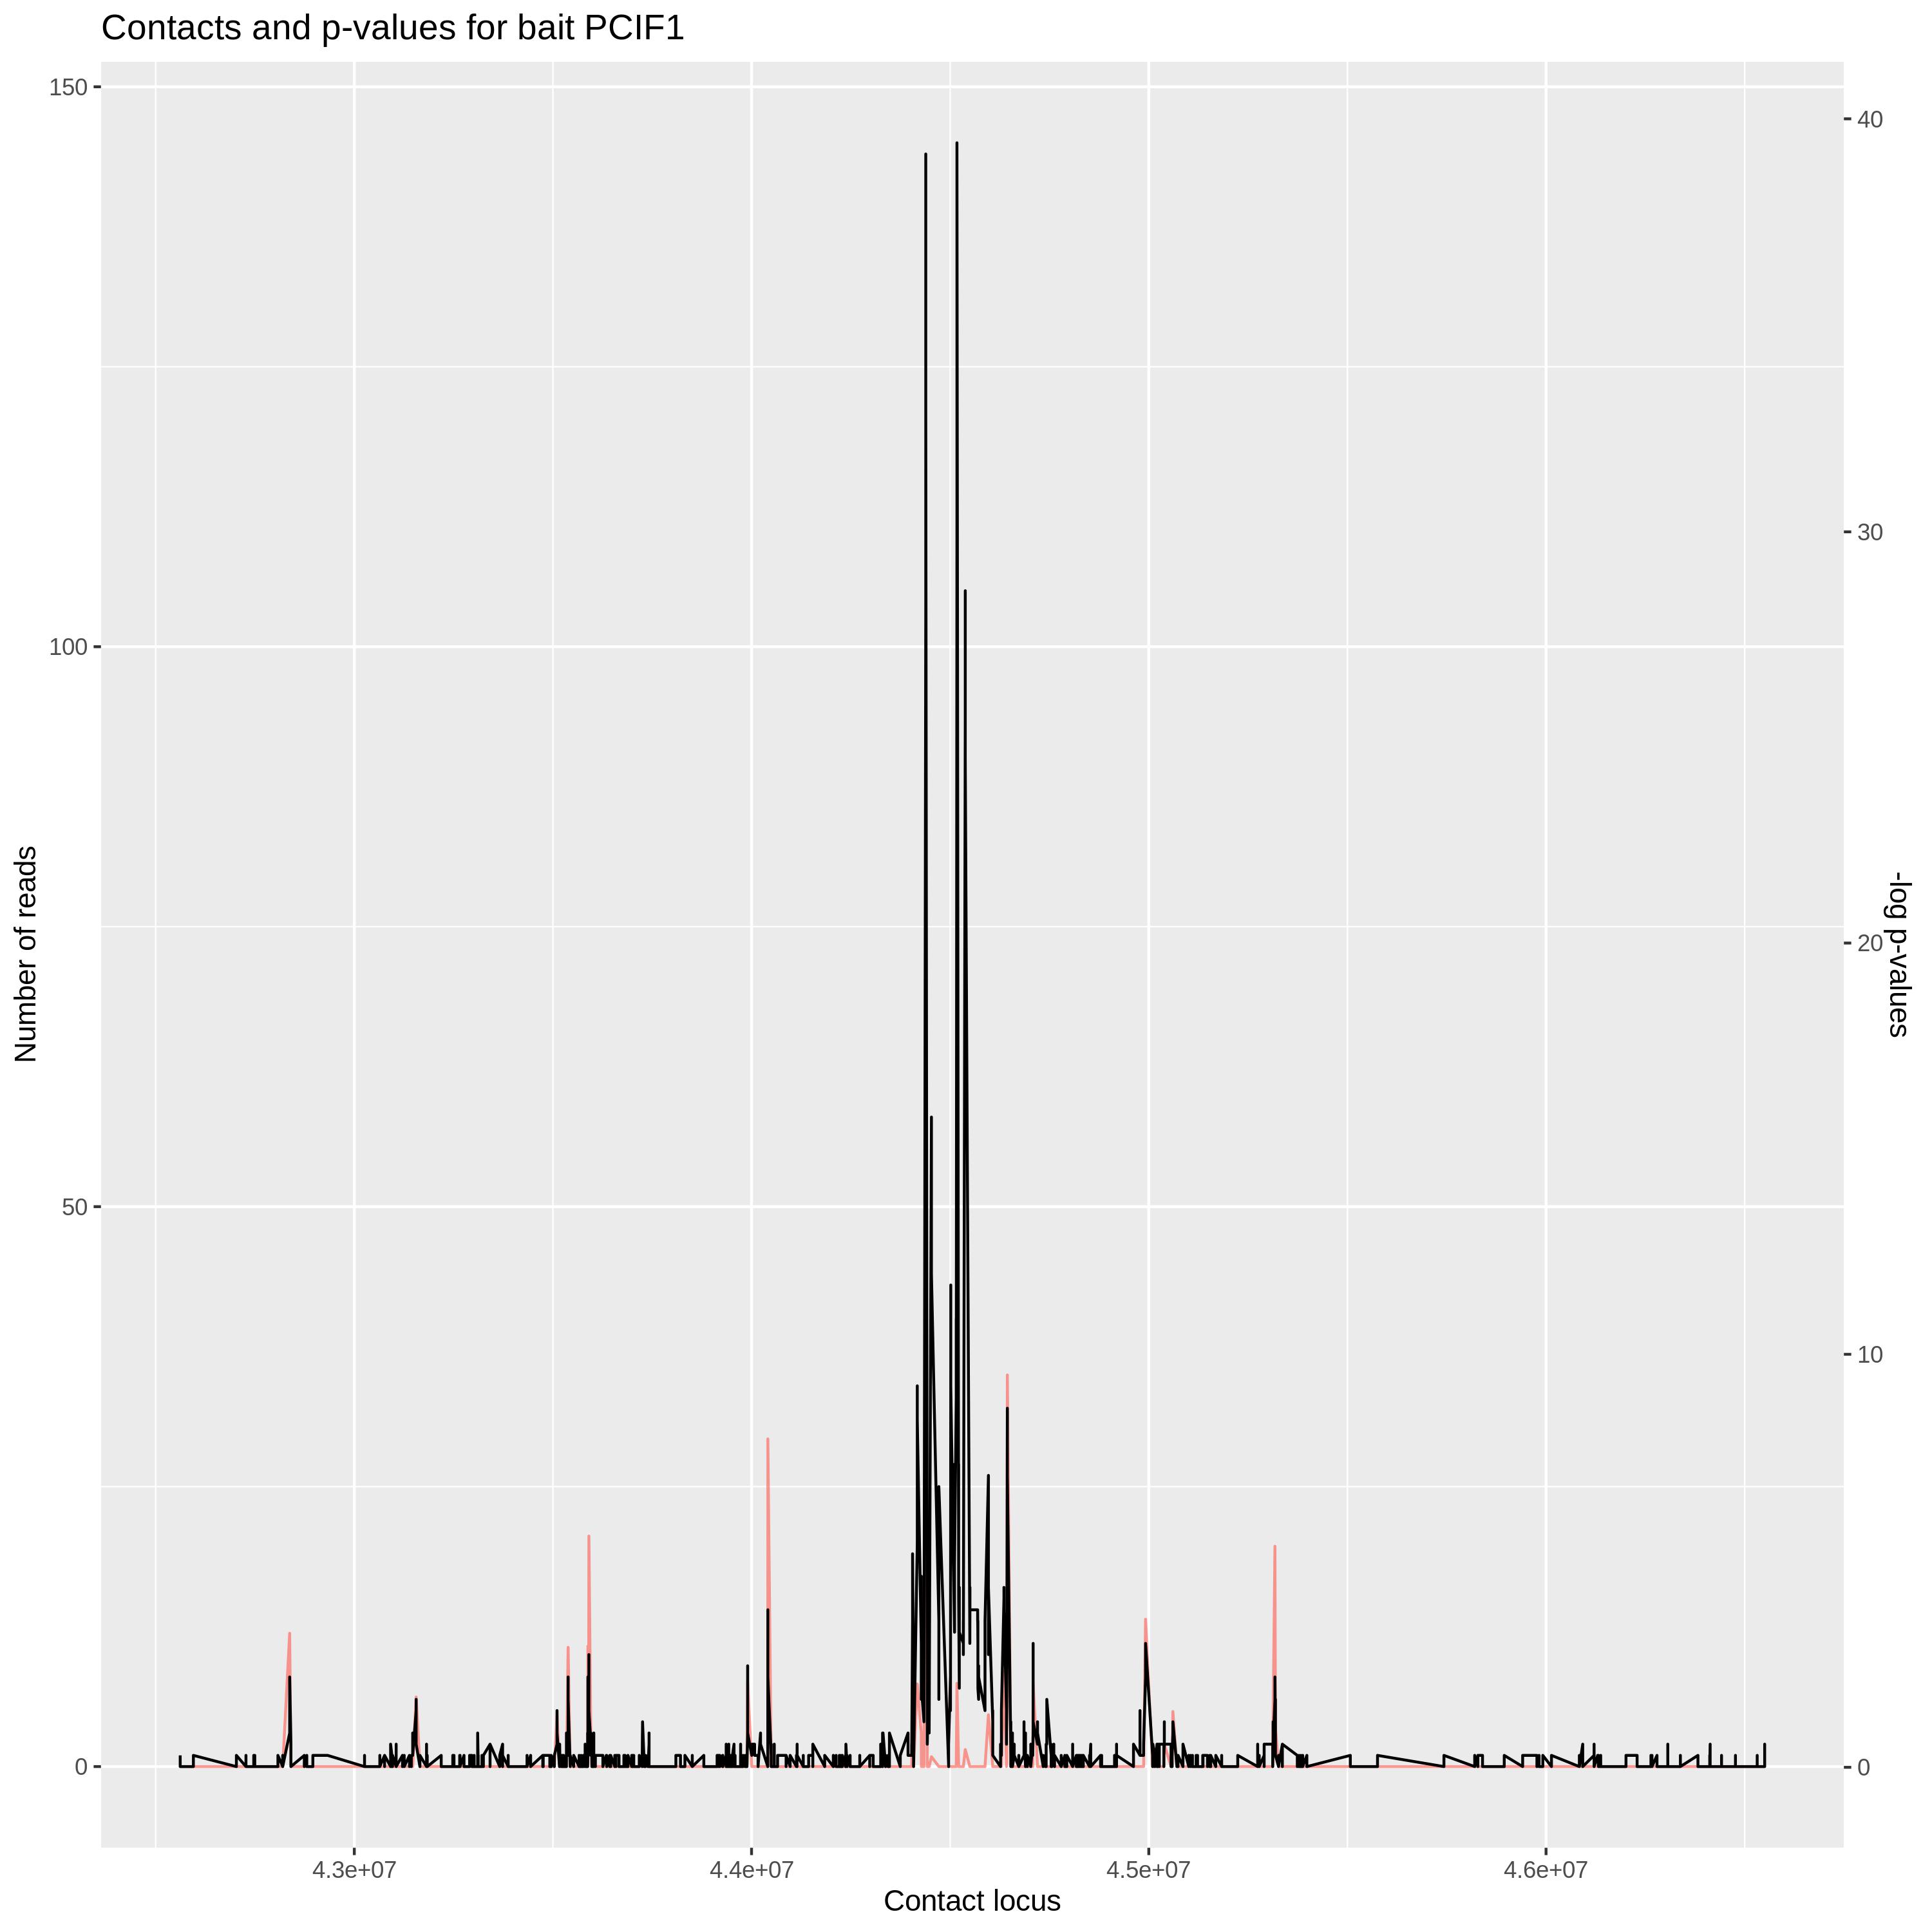 Contacts and p-values for bait PCIF1
150
100
50
0
Number of reads
40
30
20
10
0
-log p-values
4.3e+07
4.4e+07
4.5e+07
4.6e+07
Contact locus